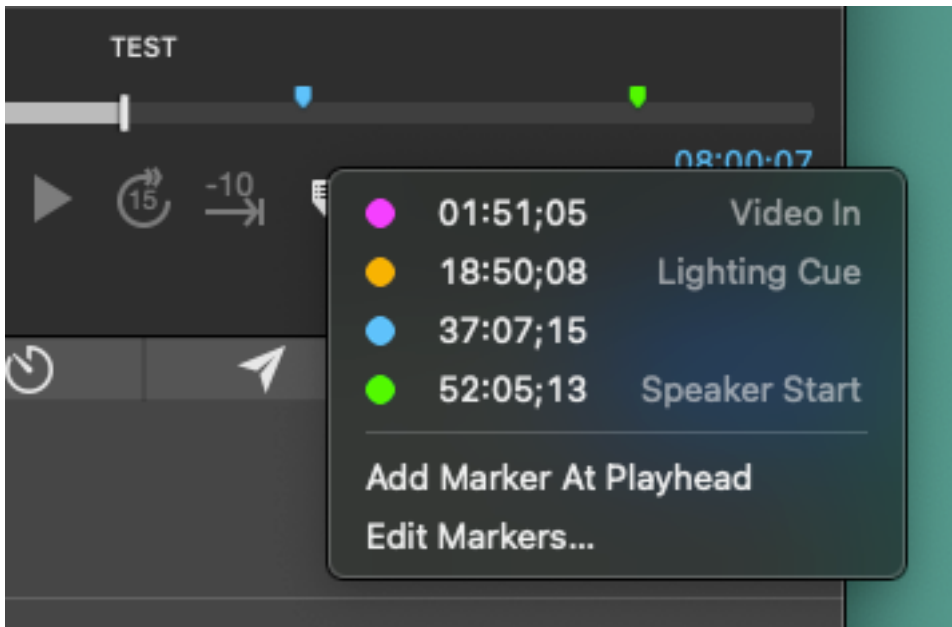 TEST
08:00:07
15
-10
01:51;05 Video In
18:50;08 Lighting Cue
37:07;15
52:05;13 Speaker Start
Add Marker At Playhead
Edit Markers...